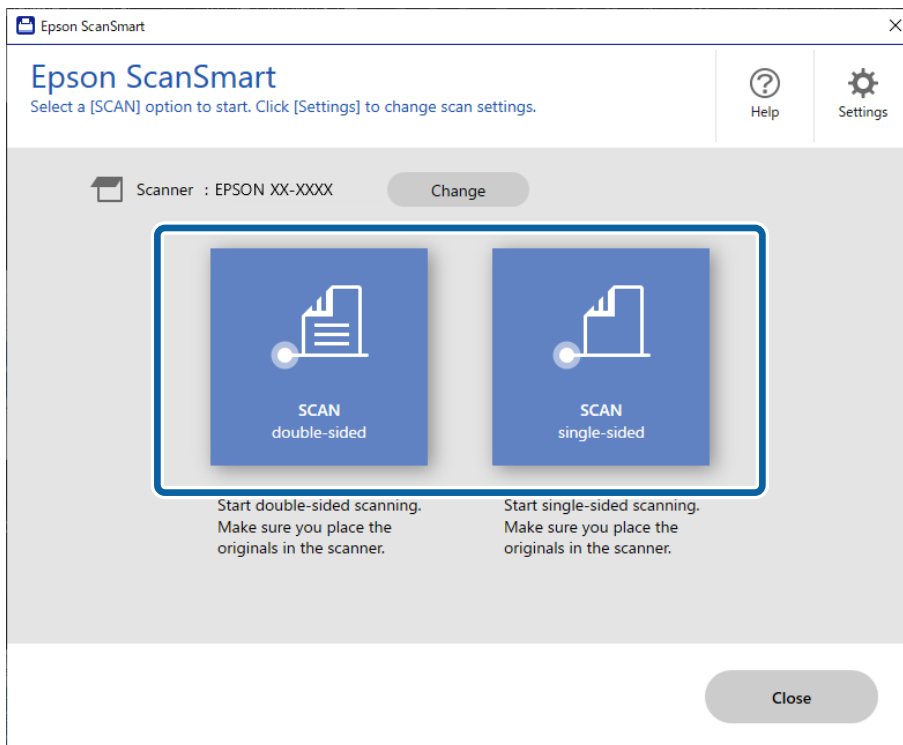 Epson ScanSmart
Epson ScanSmart
Select a [SCAN] option to start. Click [Settings] to change scan settings.
Help
Settings
Scanner : EPSON XX-XXXX
Change
SCAN
double-sided
SCAN
single-sided
Start double-sided scanning.
Make sure you place the
originals in the scanner.
Start single-sided scanning.
Make sure you place the
originals in the scanner.
Close